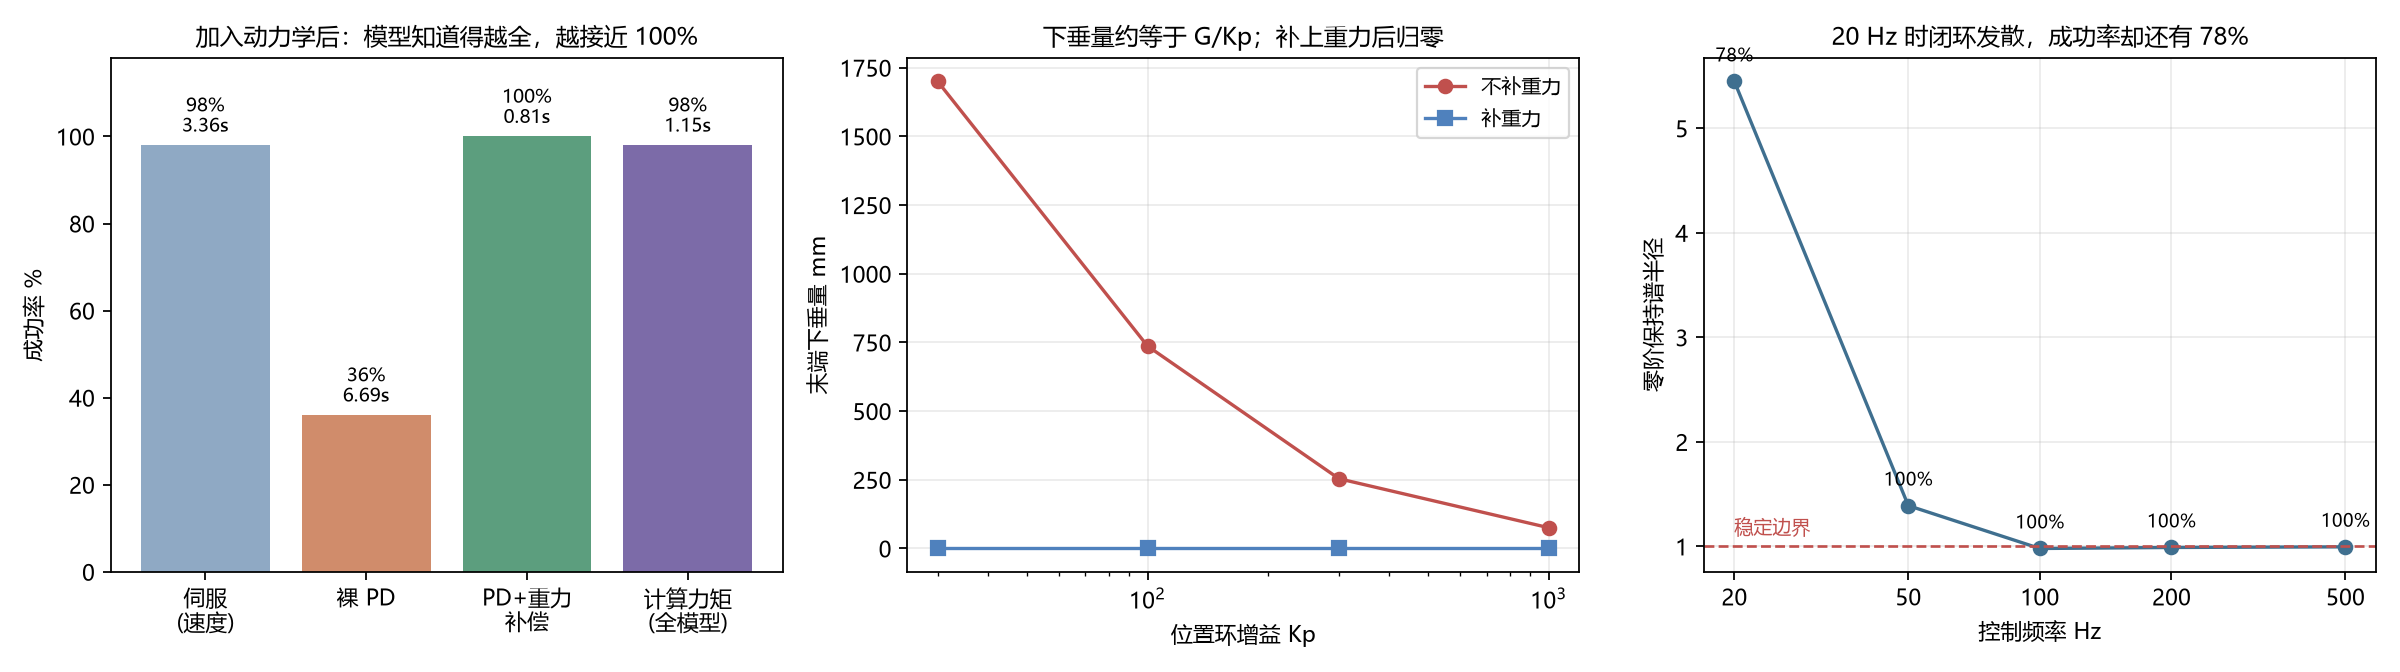 加入动力学后：模型知道得越全，越接近 100%
成功率 %
100
80
60
40
20
0
98%
3.36s
36%
6.69s
100%
0.81s
98%
1.15s
伺服
(速度)
裸 PD
PD+重力
补偿
计算力矩
(全模型)
下垂量约等于 G/Kp；补上重力后归零
末端下垂量 mm
1750
1500
1250
1000
750
500
250
0
不补重力
补重力
10²
10³
位置环增益 Kp
20 Hz 时闭环发散，成功率却还有 78%
零阶保持谱半径
5
4
3
2
1
78%
100%
100%
100%
100%
稳定边界
20
50
100
200
500
控制频率 Hz